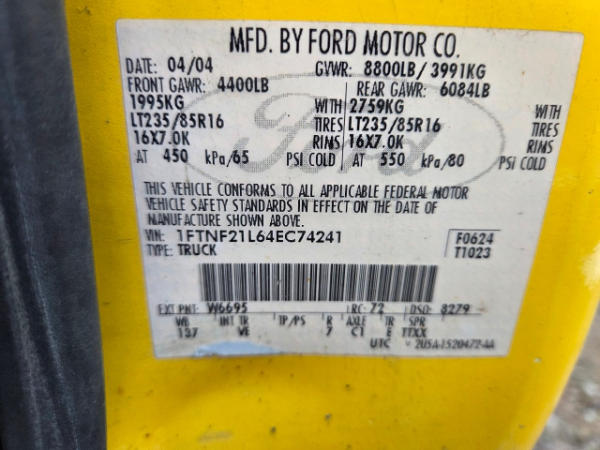 MFD. BY FORD MOTOR CO.
DATE: 04/04 GVWR: 8800LB/ 3991KG
FRONT GAWR: 4400LB REAR GAWR: 6084LB
1995KG WITH 2759KG WITH
LT235/85R16 TIRES LT235/85R16 TIRES
16X7.0K RIMS 16X7.0K RIMS
AT 450 kPa/65 PSI COLD AT 550 kPa/80 PSI COLD
Ford
THIS VEHICLE CONFORMS TO ALL APPLICABLE FEDERAL MOTOR
VEHICLE SAFETY STANDARDS IN EFFECT ON THE DATE OF
MANUFACTURE SHOWN ABOVE.
VIN: 1FTNF21L64EC74241 F0624
TYPE: TRUCK T1023
EXT PNT: W6695 RC: 72 DSO: 8279
WB INT TR TP/PS R AXLE TR SPR
137 VE 7 C1 E TTXX
UTC 2U5A-1520472-AA